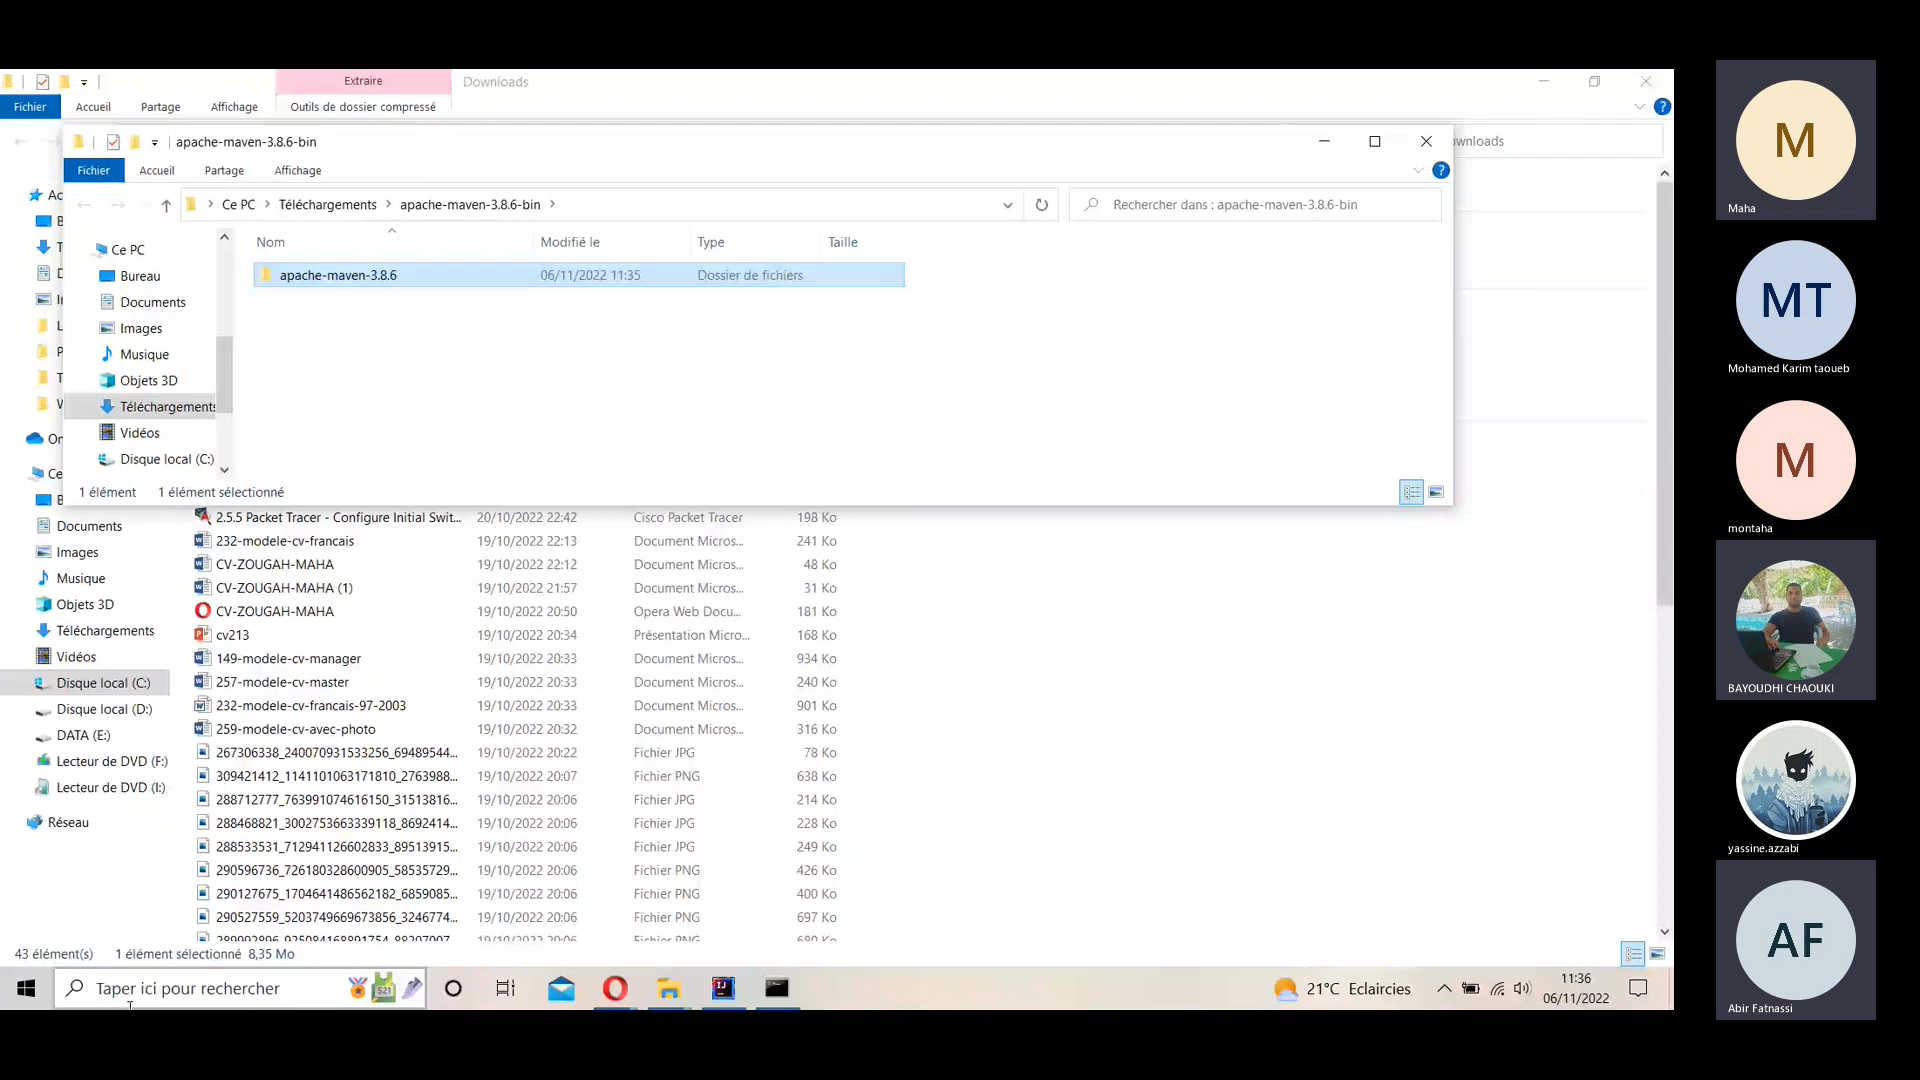 Extraire
Downloads
Fichier Accueil Partage Affichage Outils de dossier compressé
apache-maven-3.8.6-bin
Fichier Accueil Partage Affichage
Ce PC Téléchargements apache-maven-3.8.6-bin
Rechercher dans : apache-maven-3.8.6-bin
Nom Modifié le Type Taille
apache-maven-3.8.6 06/11/2022 11:35 Dossier de fichiers
Ce PC
Bureau
Documents
Images
Musique
Objets 3D
Téléchargements
Vidéos
Disque local (C:)
1 élément 1 élément sélectionné
Documents
Images
Musique
Objets 3D
Téléchargements
Vidéos
Disque local (C:)
Disque local (D:)
DATA (E:)
Lecteur de DVD (F:)
Lecteur de DVD (I:)
Réseau
2.5.5 Packet Tracer - Configure Initial Swit... 20/10/2022 22:42 Cisco Packet Tracer 198 Ko
232-modele-cv-francais 19/10/2022 22:13 Document Micros... 241 Ko
CV-ZOUGAH-MAHA 19/10/2022 22:12 Document Micros... 48 Ko
CV-ZOUGAH-MAHA (1) 19/10/2022 21:57 Document Micros... 31 Ko
CV-ZOUGAH-MAHA 19/10/2022 20:50 Opera Web Docu... 181 Ko
cv213 19/10/2022 20:34 Présentation Micro... 168 Ko
149-modele-cv-manager 19/10/2022 20:33 Document Micros... 934 Ko
257-modele-cv-master 19/10/2022 20:33 Document Micros... 240 Ko
232-modele-cv-francais-97-2003 19/10/2022 20:33 Document Micros... 901 Ko
259-modele-cv-avec-photo 19/10/2022 20:32 Document Micros... 316 Ko
267306338_240070931533256_69489544... 19/10/2022 20:22 Fichier JPG 78 Ko
309421412_1141101063171810_2763988... 19/10/2022 20:07 Fichier PNG 638 Ko
288712777_763991074616150_31513816... 19/10/2022 20:06 Fichier JPG 214 Ko
288468821_3002753663339118_8692414... 19/10/2022 20:06 Fichier JPG 228 Ko
288533531_712941126602833_89513915... 19/10/2022 20:06 Fichier JPG 249 Ko
290596736_726180328600905_58535729... 19/10/2022 20:06 Fichier PNG 426 Ko
290127675_1704641486562182_6859085... 19/10/2022 20:06 Fichier PNG 400 Ko
290527559_5203749669673856_3246774... 19/10/2022 20:06 Fichier PNG 697 Ko
43 élément(s) 1 élément sélectionné 8,35 Mo
Taper ici pour rechercher
21°C Eclaircies
11:36
06/11/2022
M
Maha
MT
Mohamed Karim taoueb
M
montaha
BAYOUDHI CHAOUKI
yassine.azzabi
AF
Abir Fatnassi